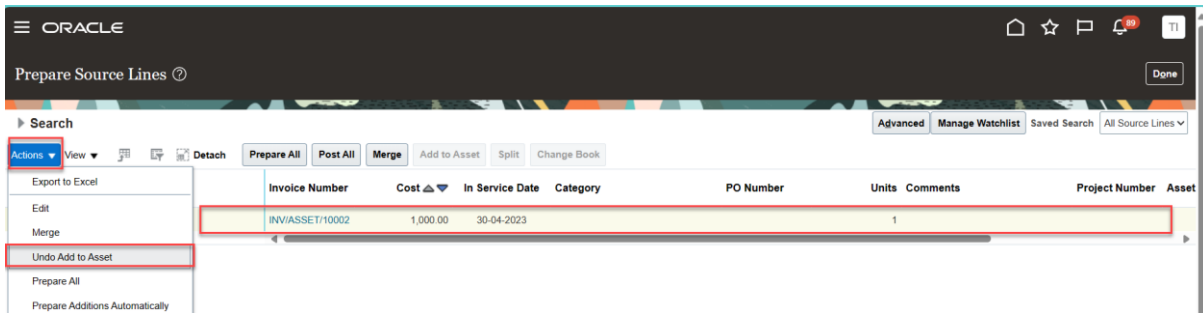 ORACLE
89
TI
Prepare Source Lines
Done
Search
Advanced Manage Watchlist Saved Search All Source Lines
Actions View Detach Prepare All Post All Merge Add to Asset Split Change Book
Export to Excel
Invoice Number Cost In Service Date Category PO Number Units Comments Project Number Asset
Edit
INV/ASSET/10002 1,000.00 30-04-2023 1
Merge
Undo Add to Asset
Prepare All
Prepare Additions Automatically